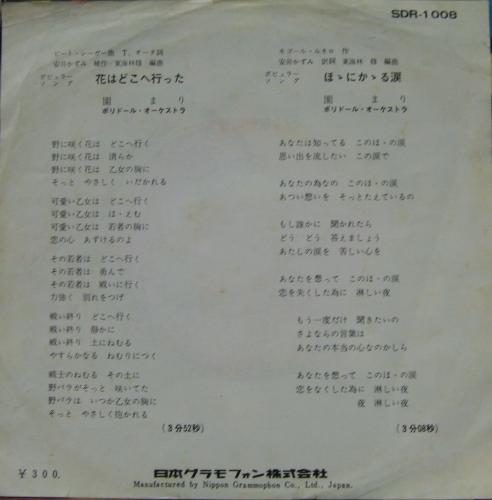 SDR-1008
ピート・シーガー曲 T.オータ詞
安井かずみ 補作/東海林修 編曲
ポピュラー
ソング
花はどこへ行った
園 まり
ポリドール・オーケストラ
野に咲く花は どこへ行く
野に咲く花は 清らか
野に咲く花は 乙女の胸に
そっと やさしく いだかれる
可愛い乙女は どこへ行く
可愛い乙女は ほゝえむ
可愛い乙女は 若者の胸に
恋の心 あずけるのよ
その若者は どこへ行く
その若者は 勇んで
その若者は 戦いに行く
力強く 別れをつげ
戦い終り どこへ行く
戦い終り 静かに
戦い終り 土にねむる
やすらかなる ねむりにつく
戦士のねむる その土に
野バラがそっと 咲いてた
野バラは いつか乙女の胸に
そっと やさしく抱かれる
(3分52秒)
作
安井かずみ 訳詞 東海林 修 編曲
ポピュラー
ソング
ほゝにかゝる涙
園 まり
ポリドール・オーケストラ
あなたは知ってる このほゝの涙
思い出を流したい この涙で
あなたの為なの このほゝの涙
あつい想いを そっとたえているの
もし誰かに 聞かれたら
どう どう 答えましょう
あたしの涙を 苦しい心を
あなたを想って このほゝの涙
恋を失くした為に 淋しい夜
もう一度だけ 聞きたいの
さよならの言葉は
あなたの本当の心なのかしら
あなたを想って このほゝの涙
恋をなくした為に 淋しい夜
夜 淋しい夜
(3分08秒)
¥300.
日本グラモフォン株式会社
Manufactured by Nippon Grammophon Co., Ltd., Japan.